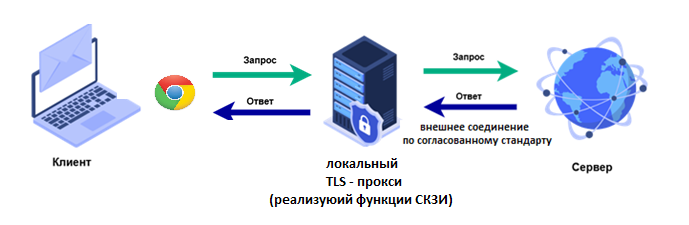 Запрос
Ответ
Запрос
Ответ
внешнее соединение
по согласованному стандарту
Клиент
локальный
TLS - прокси
(реализуюий функции СКЗИ)
Сервер